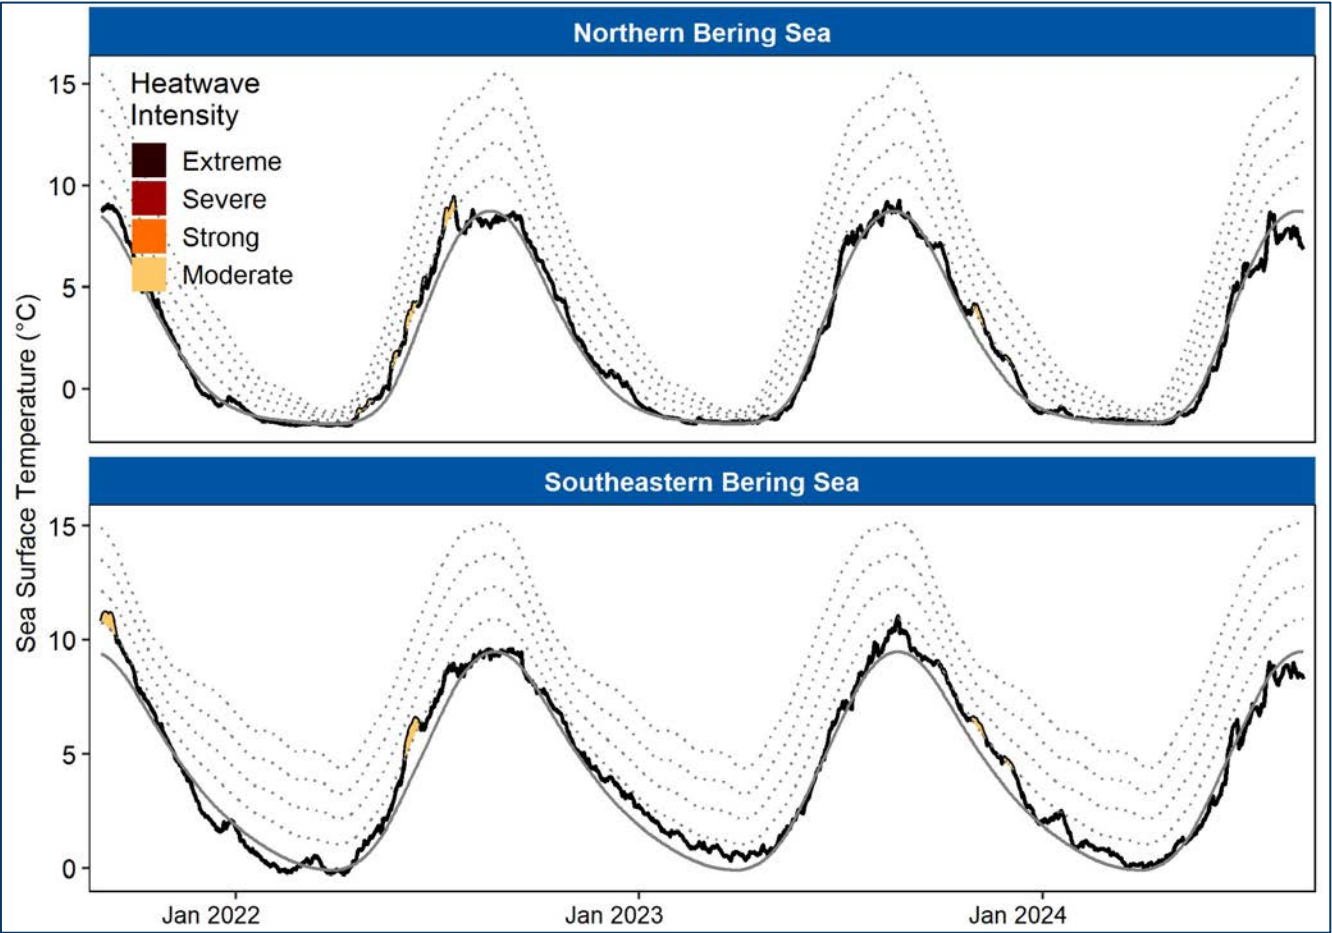 Northern Bering Sea
15
10
5
0
Heatwave
Intensity
Extreme
Severe
Strong
Moderate
Sea Surface Temperature (°C)
Southeastern Bering Sea
15
10
5
0
Jan 2022
Jan 2023
Jan 2024